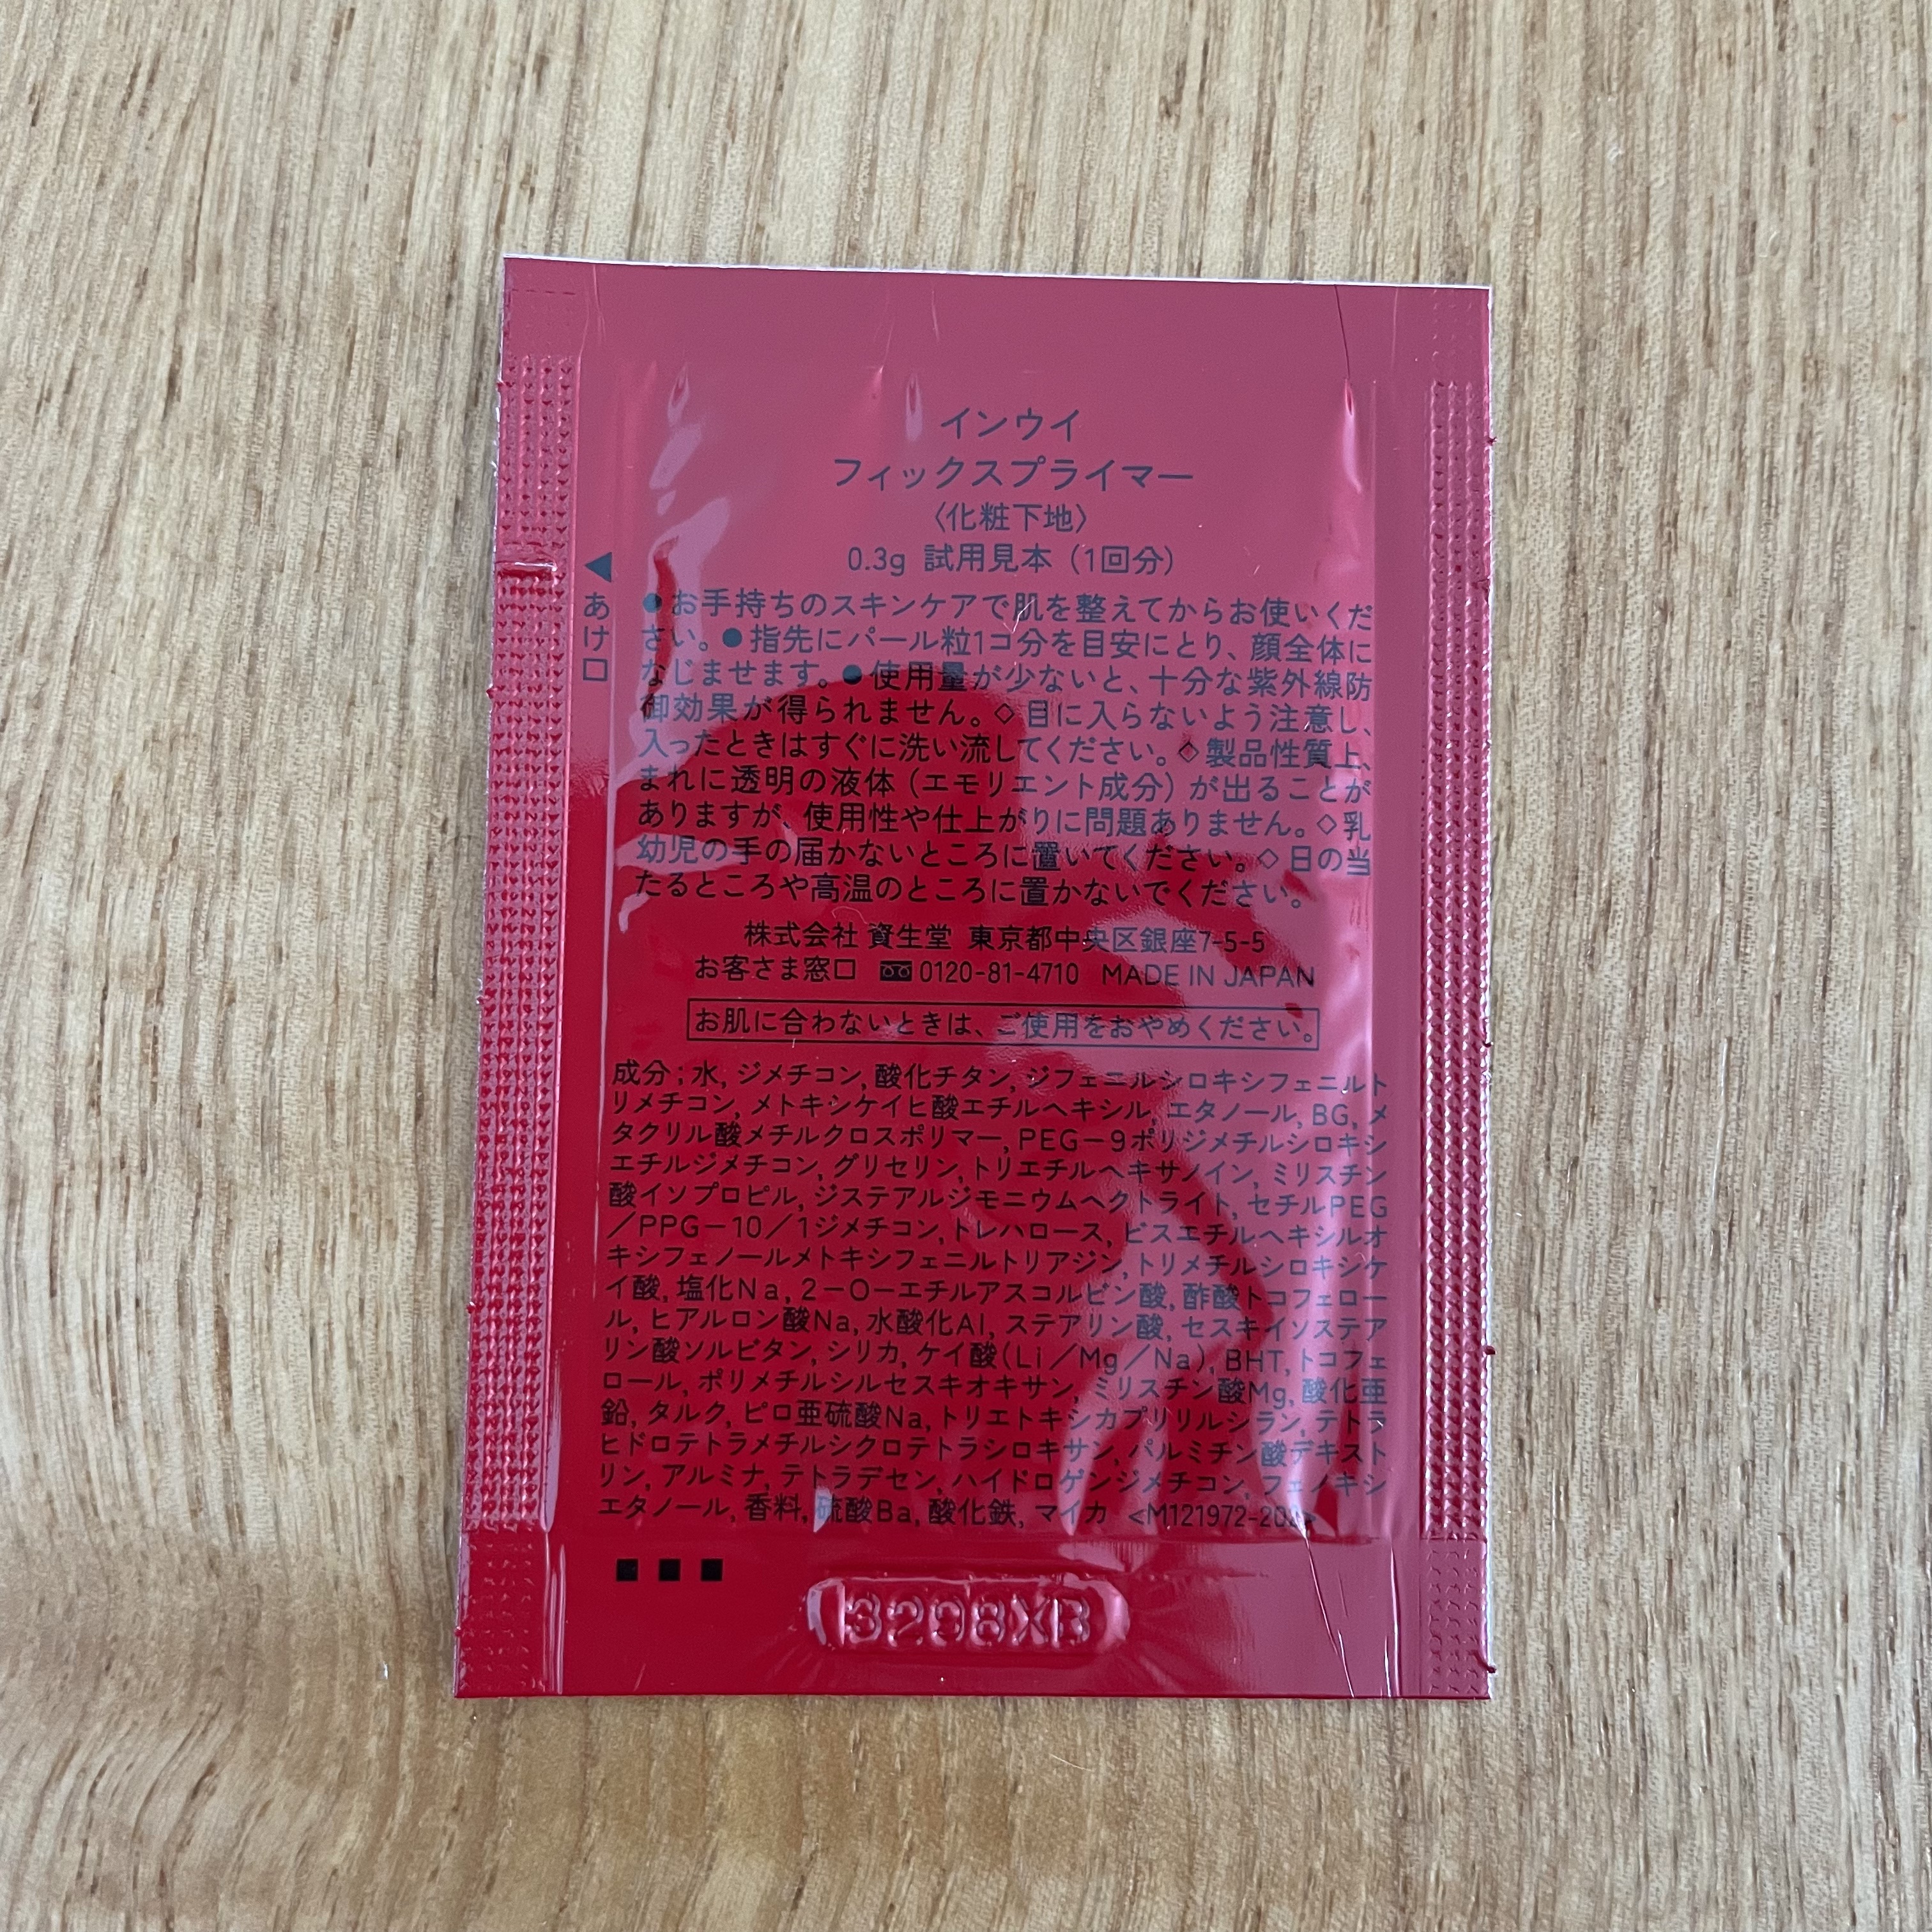 インウイ
フィックスプライマー
〈化粧下地〉
0.3g 試用見本（1回分）
◀あけ口
●お手持ちのスキンケアで肌を整えてからお使いくだ
さい。●指先にパール粒1コ分を目安にとり、顔全体に
なじませます。●使用量が少ないと、十分な紫外線防
御効果が得られません。◇目に入らないよう注意し、
入ったときはすぐに洗い流してください。◇製品性質上、
まれに透明の液体（エモリエント成分）が出ることが
ありますが、使用性や仕上がりに問題ありません。◇乳
幼児の手の届かないところに置いてください。◇日の当
たるところや高温のところに置かないでください。
株式会社 資生堂 東京都中央区銀座7-5-5
お客さま窓口 0120-81-4710 MADE IN JAPAN
お肌に合わないときは、ご使用をおやめください。
成分；水, ジメチコン, 酸化チタン, ジフェニルシロキシフェニルト
リメチコン, メトキシケイヒ酸エチルヘキシル, エタノール, BG, メ
タクリル酸メチルクロスポリマー, PEG－9ポリジメチルシロキシ
エチルジメチコン, グリセリン, トリエチルヘキサノイン, ミリスチン
酸イソプロピル, ジステアルジモニウムヘクトライト, セチルPEG
／PPG－10／1ジメチコン, トレハロース, ビスエチルヘキシルオ
キシフェノールメトキシフェニルトリアジン, トリメチルシロキシケ
イ酸, 塩化Na, 2－O－エチルアスコルビン酸, 酢酸トコフェロー
ル, ヒアルロン酸Na, 水酸化Al, ステアリン酸, セスキイソステア
リン酸ソルビタン, シリカ, ケイ酸(Li／Mg／Na), BHT, トコフェ
ロール, ポリメチルシルセスキオキサン, ミリスチン酸Mg, 酸化亜
鉛, タルク, ピロ亜硫酸Na, トリエトキシカプリリルシラン, テトラ
ヒドロテトラメチルシクロテトラシロキサン, パルミチン酸デキスト
リン, アルミナ, テトラデセン, ハイドロゲンジメチコン, フェノキシ
エタノール, 香料, 硫酸Ba, 酸化鉄, マイカ
3298XB